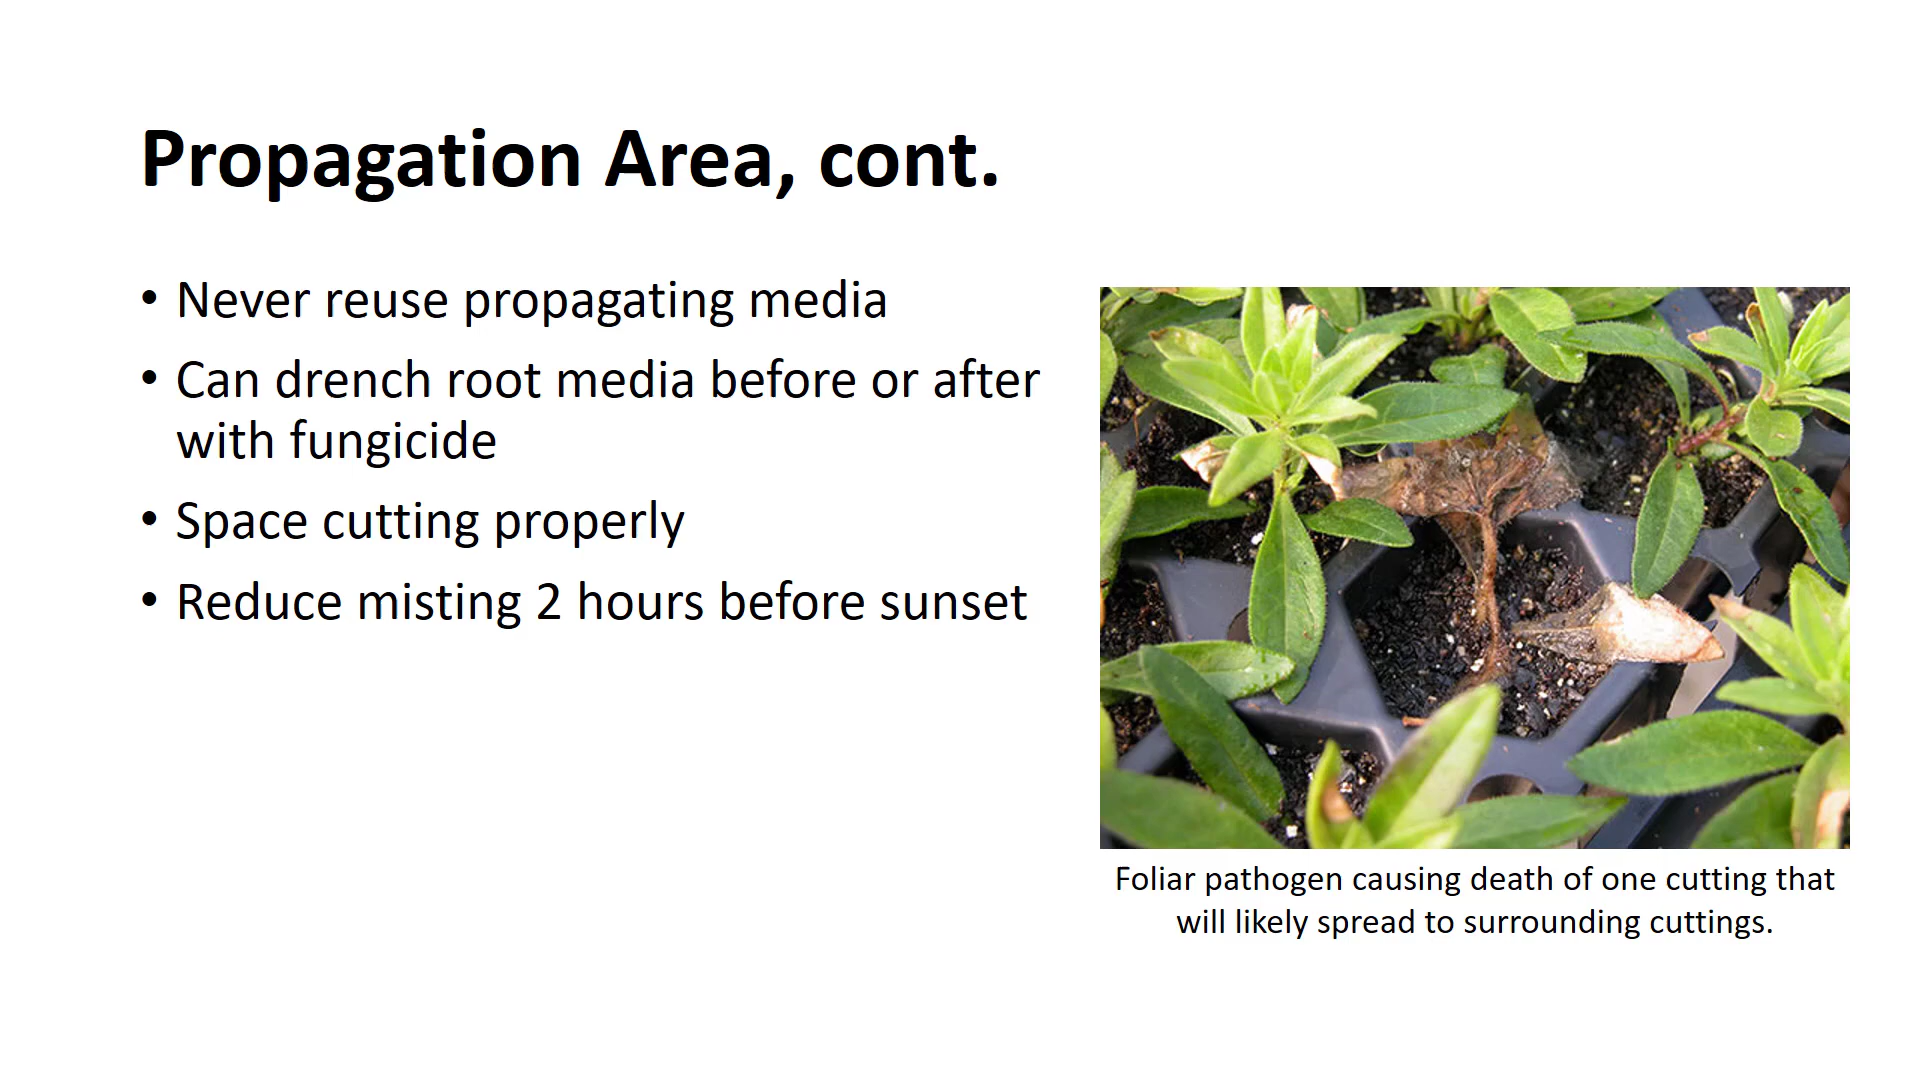 Propagation Area, cont.
• Never reuse propagating media
• Can drench root media before or after
with fungicide
• Space cutting properly
• Reduce misting 2 hours before sunset
Foliar pathogen causing death of one cutting that
will likely spread to surrounding cuttings.